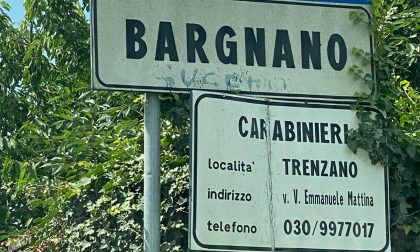 BARGNANO
CARABINIERI
localita' TRENZANO
indirizzo v. V. Emmanuele Mattina
telefono 030/9977017